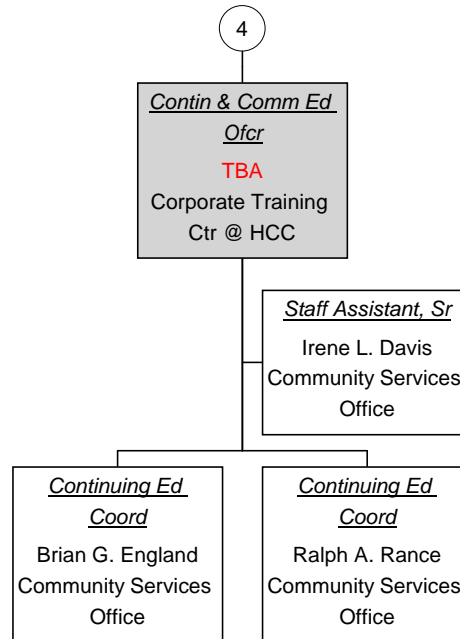 4
Contin & Comm Ed
Ofcr
TBA
Corporate Training
Ctr @ HCC
Staff Assistant, Sr
Irene L. Davis
Community Services
Office
Continuing Ed
Coord
Brian G. England
Community Services
Office
Continuing Ed
Coord
Ralph A. Rance
Community Services
Office